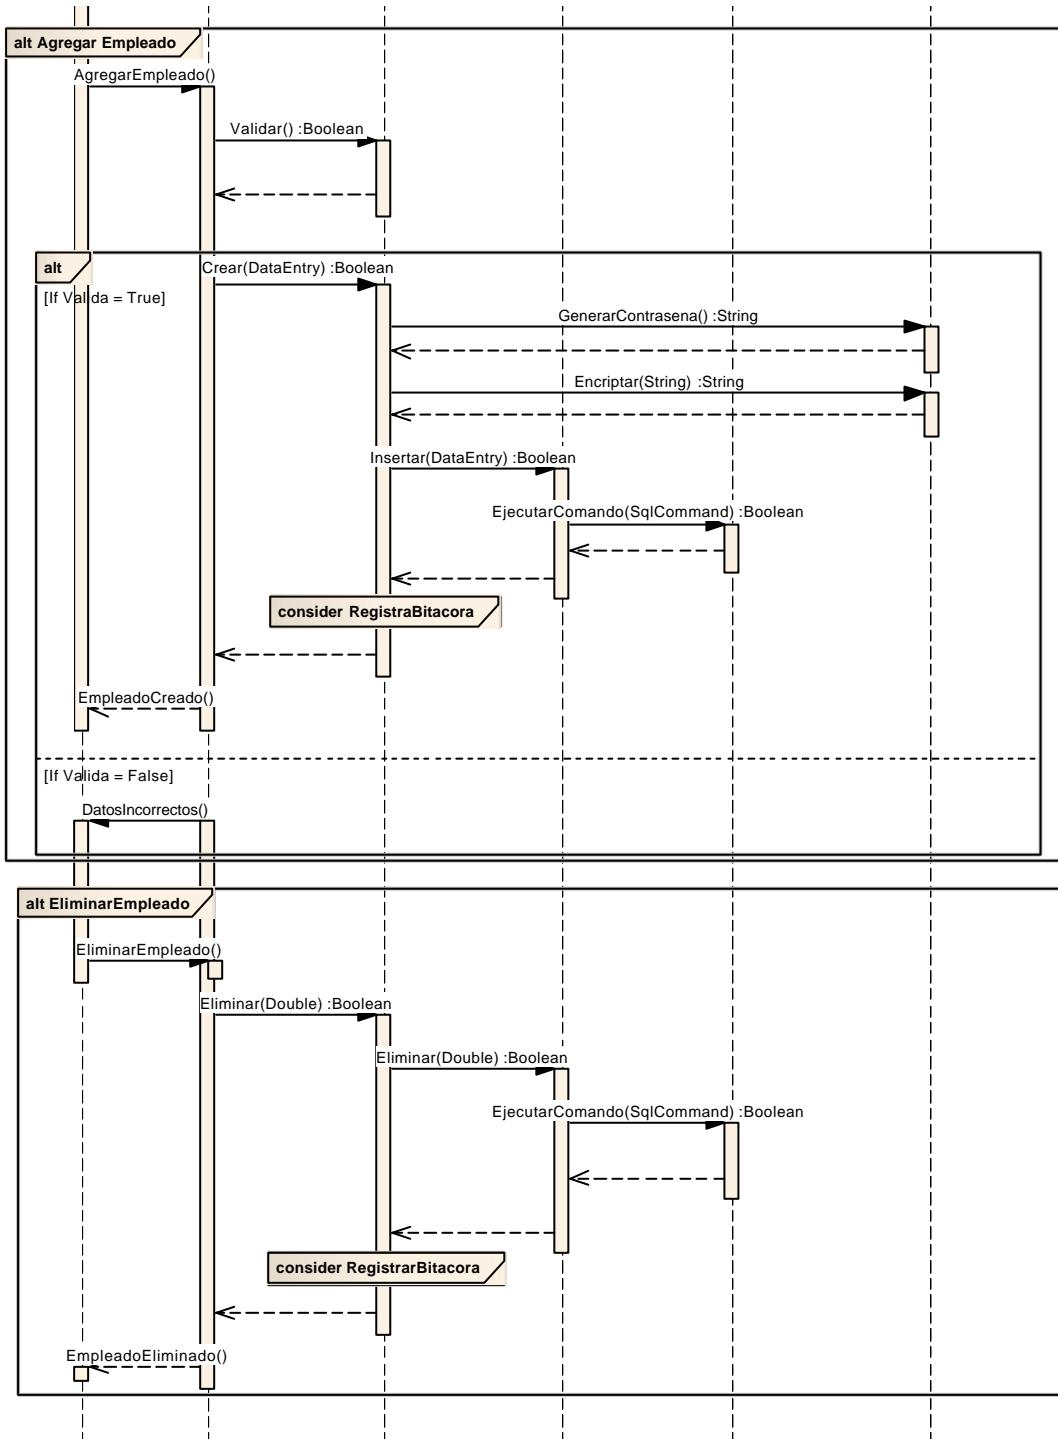 alt Agregar Empleado
AgregarEmpleado()
Validar() :Boolean
alt
Crear(DataEntry) :Boolean
[If Valida = True]
GenerarContrasena() :String
Encriptar(String) :String
Insertar(DataEntry) :Boolean
EjecutarComando(SqlCommand) :Boolean
consider RegistraBitacora
EmpleadoCreado()
[If Valida = False]
DatosIncorrectos()
alt EliminarEmpleado
EliminarEmpleado()
Eliminar(Double) :Boolean
Eliminar(Double) :Boolean
EjecutarComando(SqlCommand) :Boolean
consider RegistrarBitacora
EmpleadoEliminado()